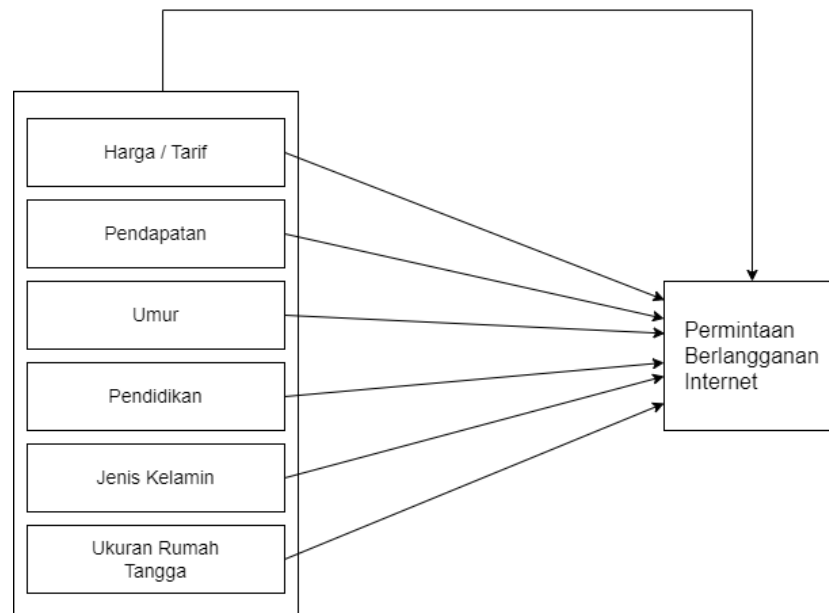 Harga / Tarif
Pendapatan
Umur
Pendidikan
Jenis Kelamin
Ukuran Rumah
Tangga
Permintaan
Berlangganan
Internet